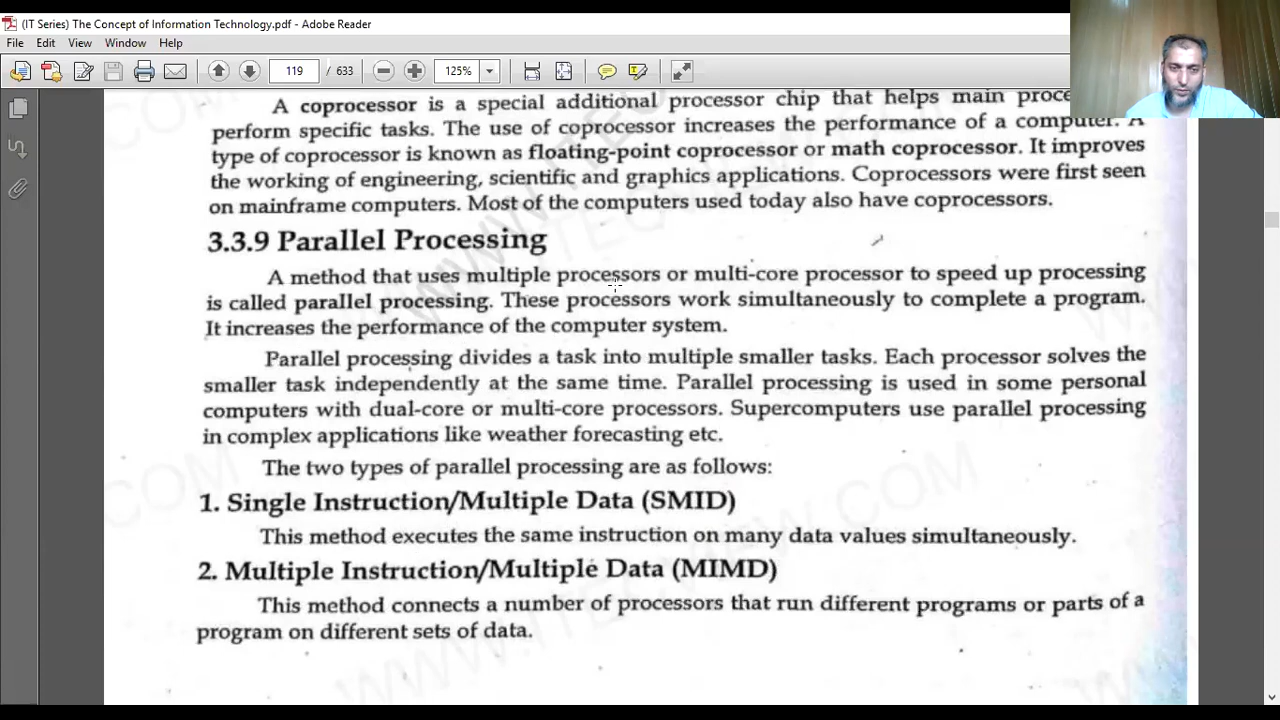 (IT Series) The Concept of Information Technology.pdf - Adobe Reader
File Edit View Window Help
119 / 633 125%
A coprocessor is a special additional processor chip that helps main
perform specific tasks. The use of coprocessor increases the performance of a computer. A
type of coprocessor is known as floating-point coprocessor or math coprocessor. It improves
the working of engineering, scientific and graphics applications. Coprocessors were first seen
on mainframe computers. Most of the computers used today also have coprocessors.
3.3.9 Parallel Processing
A method that uses multiple processors or multi-core processor to speed up processing
is called parallel processing. These processors work simultaneously to complete a program.
It increases the performance of the computer system.
Parallel processing divides a task into multiple smaller tasks. Each processor solves the
smaller task independently at the same time. Parallel processing is used in some personal
computers with dual-core or multi-core processors. Supercomputers use parallel processing
in complex applications like weather forecasting etc.
The two types of parallel processing are as follows:
1. Single Instruction/Multiple Data (SMID)
This method executes the same instruction on many data values simultaneously.
2. Multiple Instruction/Multiple Data (MIMD)
This method connects a number of processors that run different programs or parts of a
program on different sets of data.